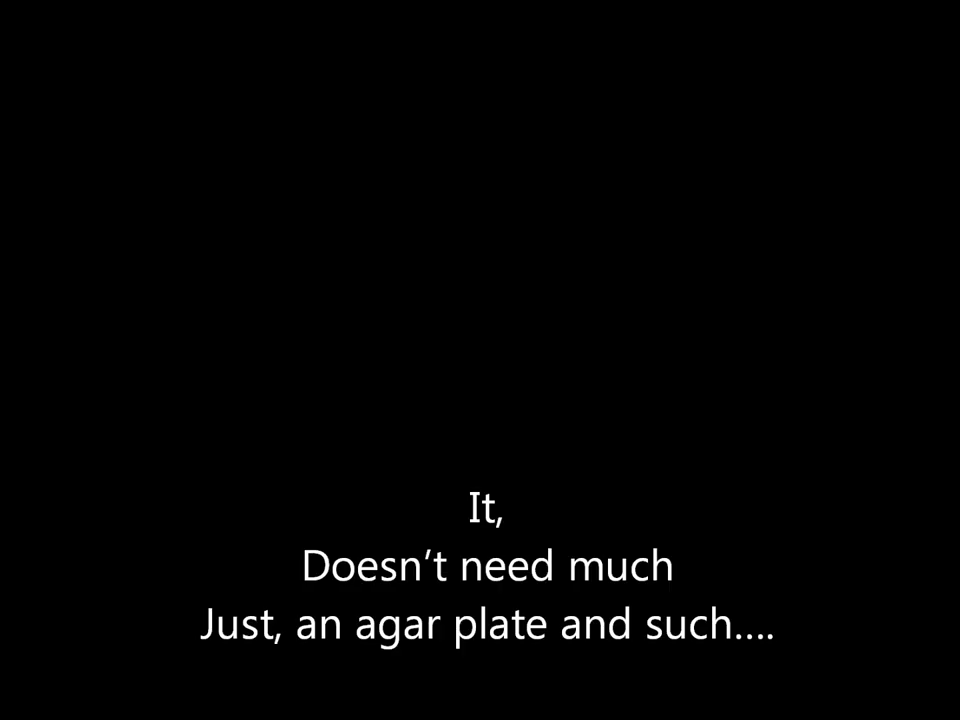 It,
Doesn’t need much
Just, an agar plate and such….